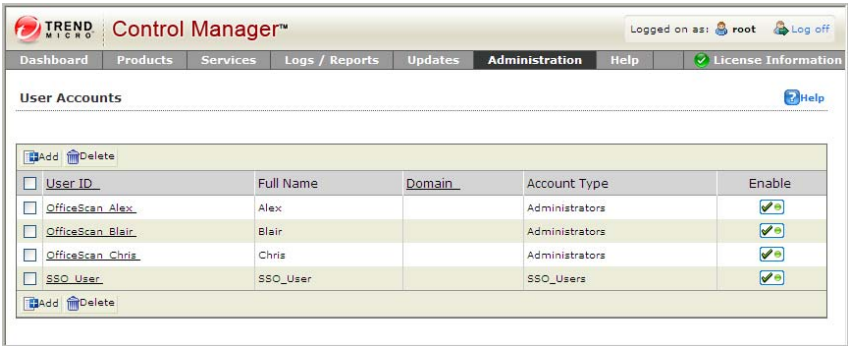 TREND MICRO Control Manager™ Logged on as: root Log off
Dashboard Products Services Logs / Reports Updates Administration Help License Information
User Accounts Help
Add Delete
User ID Full Name Domain Account Type Enable
OfficeScan_Alex Alex Administrators
OfficeScan_Blair Blair Administrators
OfficeScan_Chris Chris Administrators
SSO_User SSO_User SSO_Users
Add Delete